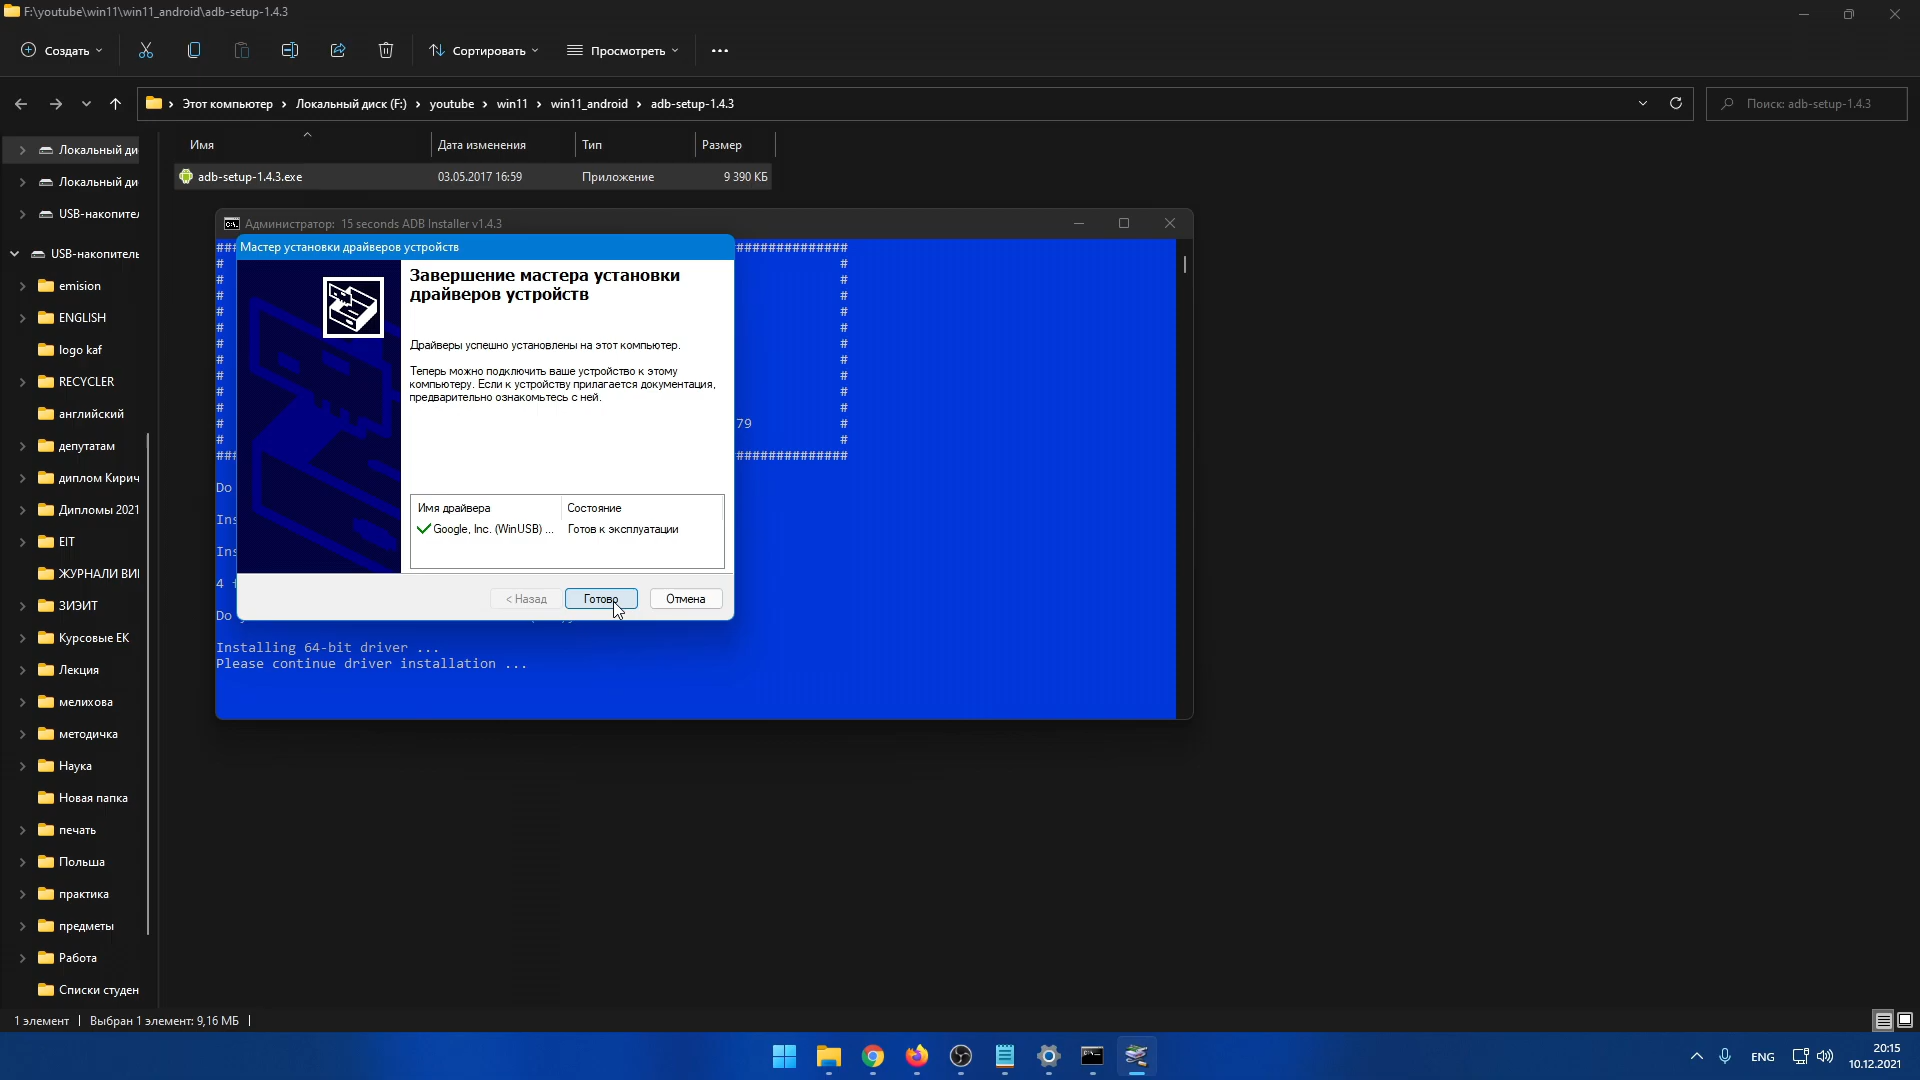 F:\youtube\win11\win11_android\adb-setup-1.4.3
Создать
Сортировать
Просмотреть
Этот компьютер
Локальный диск (F:)
youtube
win11
win11_android
adb-setup-1.4.3
Поиск: adb-setup-1.4.3
Имя
Дата изменения
Тип
Размер
adb-setup-1.4.3.exe
03.05.2017 16:59
Приложение
9 390 КБ
Локальный ди
Локальный ди
USB-накопител
USB-накопитель
emision
ENGLISH
logo kaf
RECYCLER
английский
депутатам
диплом Кирич
Дипломы 2021
ЕІТ
ЖУРНАЛИ ВИ
ЗИЭИТ
Курсовые ЕК
Лекция
мелихова
методичка
Наука
Новая папка
печать
Польша
практика
предметы
Работа
Списки студен
Администратор: 15 seconds ADB Installer v1.4.3
Мастер установки драйверов устройств
Завершение мастера установки
драйверов устройств
Драйверы успешно установлены на этот компьютер.
Теперь можно подключить ваше устройство к этому
компьютеру. Если к устройству прилагается документация,
предварительно ознакомьтесь с ней.
Имя драйвера
Состояние
Google, Inc. (WinUSB) ...
Готов к эксплуатации
< Назад
Готово
Отмена
79
Do
Ins
Ins
4
Do
Installing 64-bit driver ...
Please continue driver installation ...
1 элемент
Выбран 1 элемент: 9,16 МБ
ENG
20:15
10.12.2021